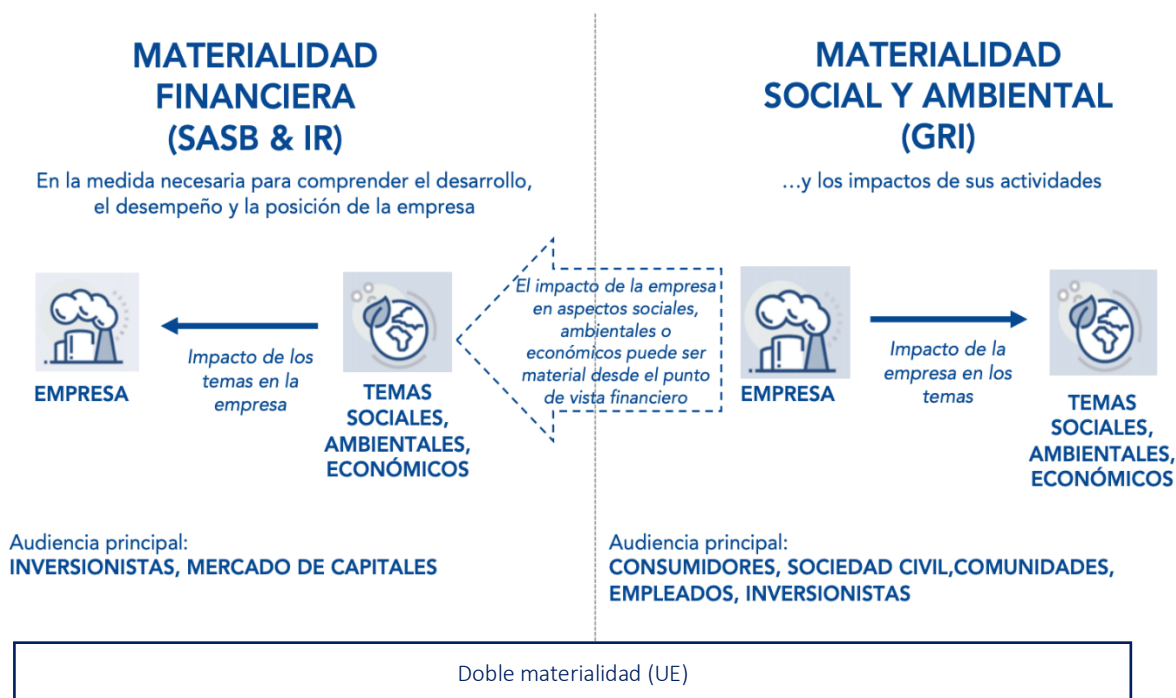 MATERIALIDAD
FINANCIERA
(SASB & IR)
En la medida necesaria para comprender el desarrollo,
el desempeño y la posición de la empresa
EMPRESA
Impacto de los
temas en la
empresa
TEMAS
SOCIALES,
AMBIENTALES,
ECONÓMICOS
Audiencia principal:
INVERSIONISTAS, MERCADO DE CAPITALES
El impacto de la empresa
en aspectos sociales,
ambientales o
económicos puede ser
material desde el punto
de vista financiero
MATERIALIDAD
SOCIAL Y AMBIENTAL
(GRI)
...y los impactos de sus actividades
EMPRESA
Impacto de la
empresa en los
temas
TEMAS
SOCIALES,
AMBIENTALES,
ECONÓMICOS
Audiencia principal:
CONSUMIDORES, SOCIEDAD CIVIL,COMUNIDADES,
EMPLEADOS, INVERSIONISTAS
Doble materialidad (UE)